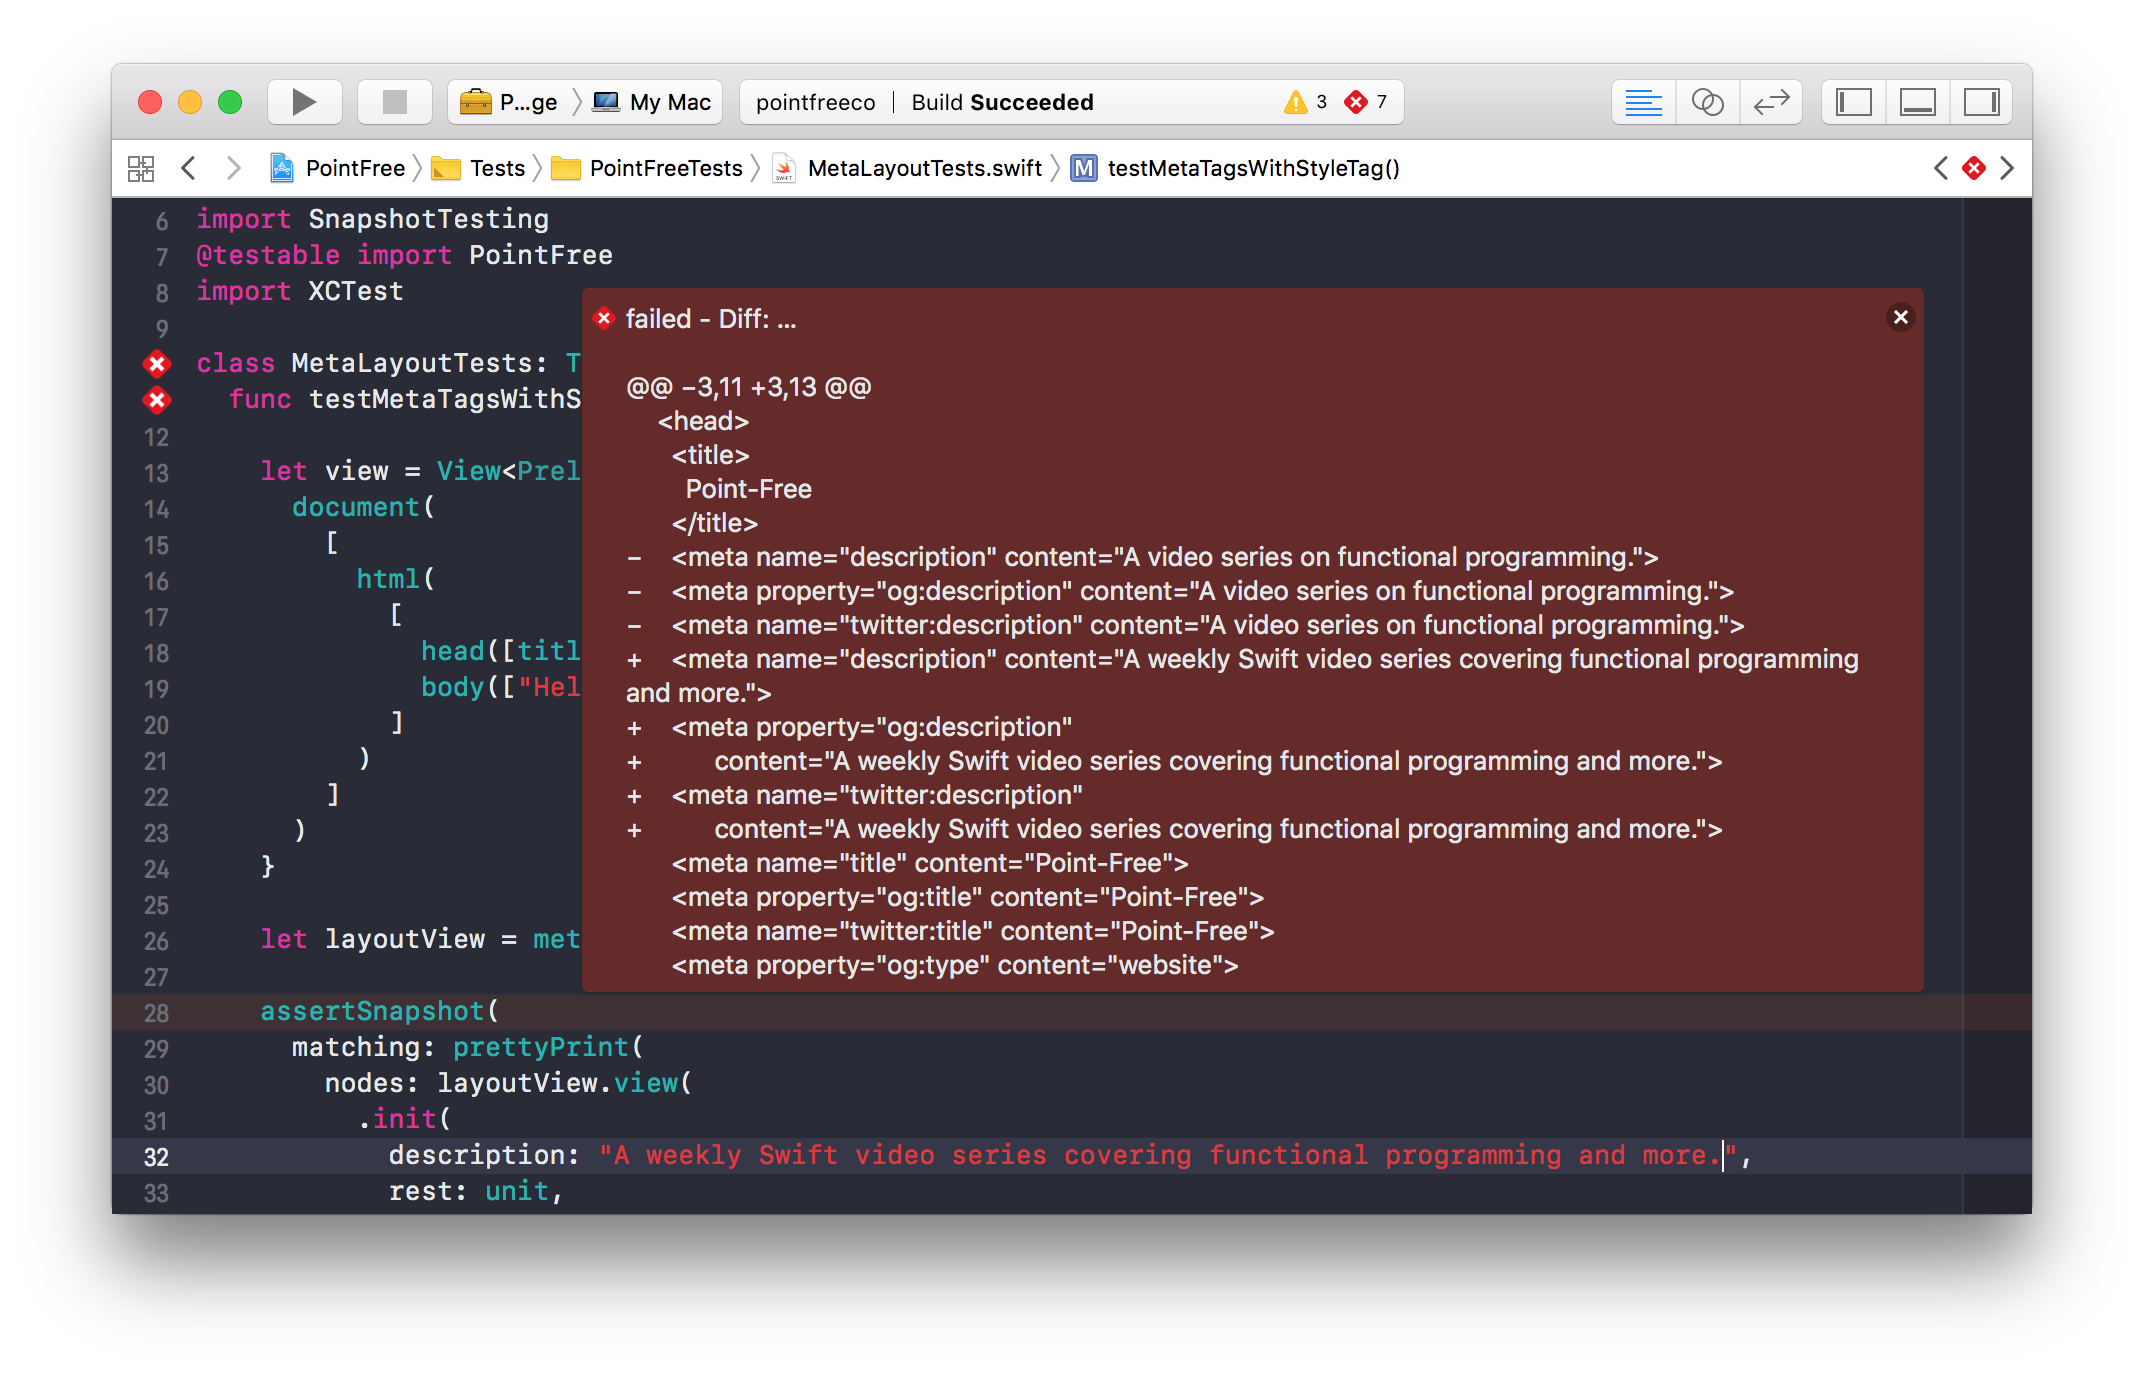 P...ge My Mac pointfreeco | Build Succeeded 3 7
PointFree Tests PointFreeTests MetaLayoutTests.swift M testMetaTagsWithStyleTag()
6 import SnapshotTesting
7 @testable import PointFree
8 import XCTest
9
class MetaLayoutTests: T
func testMetaTagsWithS
12
13 let view = View<Prel
14 document(
15 [
16 html(
17 [
18 head([titl
19 body(["Hel
20 ]
21 )
22 ]
23 )
24 }
25
26 let layoutView = met
27
28 assertSnapshot(
29 matching: prettyPrint(
30 nodes: layoutView.view(
31 .init(
32 description: "A weekly Swift video series covering functional programming and more.",
33 rest: unit,
failed - Diff: ...
@@ −3,11 +3,13 @@
<head>
<title>
Point-Free
</title>
− <meta name="description" content="A video series on functional programming.">
− <meta property="og:description" content="A video series on functional programming.">
− <meta name="twitter:description" content="A video series on functional programming.">
+ <meta name="description" content="A weekly Swift video series covering functional programming
and more.">
+ <meta property="og:description"
+ content="A weekly Swift video series covering functional programming and more.">
+ <meta name="twitter:description"
+ content="A weekly Swift video series covering functional programming and more.">
<meta name="title" content="Point-Free">
<meta property="og:title" content="Point-Free">
<meta name="twitter:title" content="Point-Free">
<meta property="og:type" content="website">